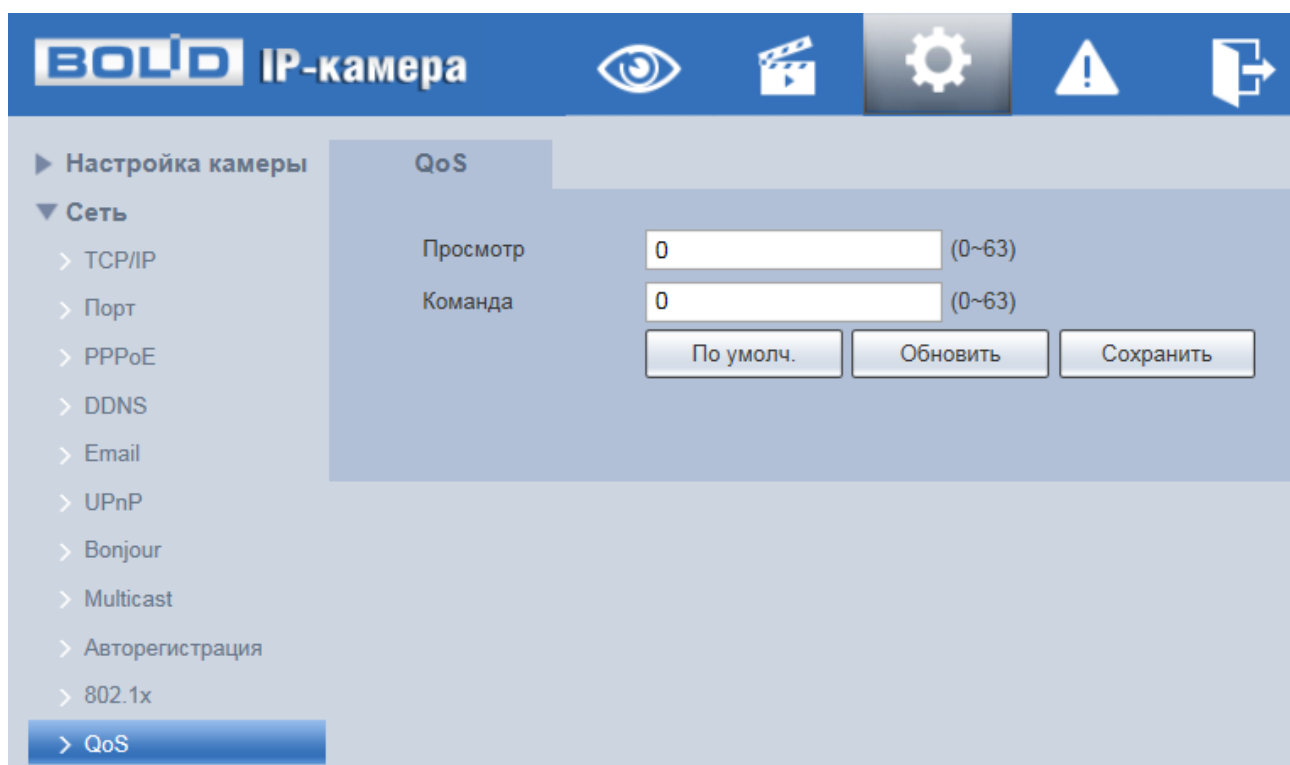 BOLID IP-камера
Настройка камеры
QoS
Сеть
TCP/IP
Просмотр 0 (0~63)
Порт
Команда 0 (0~63)
PPPoE
По умолч. Обновить Сохранить
DDNS
Email
UPnP
Bonjour
Multicast
Авторегистрация
802.1x
QoS